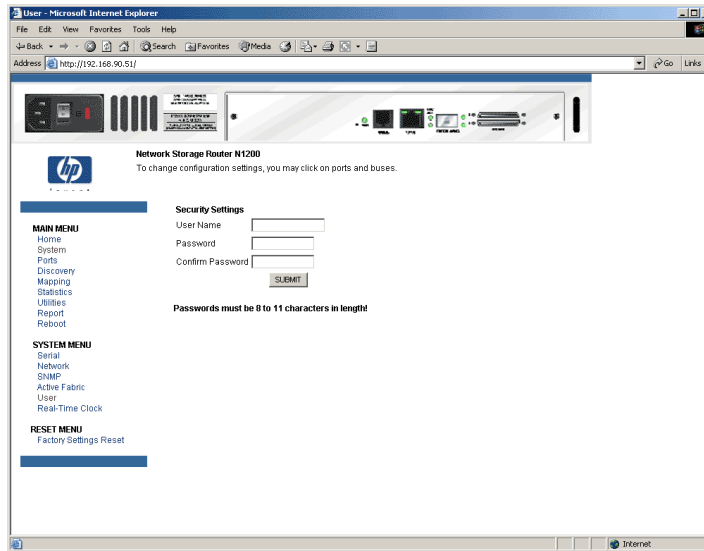 User - Microsoft Internet Explorer
File Edit View Favorites Tools Help
Back Search Favorites Media
Address http://192.168.90.51/ Go Links
hp
invent
Network Storage Router N1200
To change configuration settings, you may click on ports and buses.
Security Settings
User Name
Password
Confirm Password
SUBMIT
Passwords must be 8 to 11 characters in length!
MAIN MENU
Home
System
Ports
Discovery
Mapping
Statistics
Utilities
Report
Reboot
SYSTEM MENU
Serial
Network
SNMP
Active Fabric
User
Real-Time Clock
RESET MENU
Factory Settings Reset
Internet